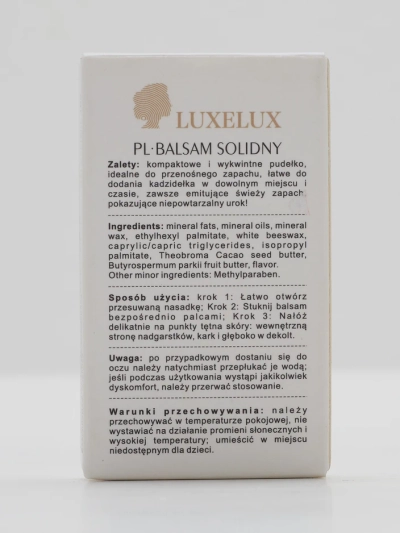 LUXELUX
PL·BALSAM SOLIDNY
Zalety: kompaktowe i wykwintne pudełko,
idealne do przenośnego zapachu, łatwe do
dodania kadzidełka w dowolnym miejscu i
czasie, zawsze emitujące świeży zapach,
pokazujące niepowtarzalny urok!
Ingredients: mineral fats, mineral oils, mineral
wax, ethylhexyl palmitate, white beeswax,
caprylic/capric triglycerides, isopropyl
palmitate, Theobroma Cacao seed butter,
Butyrospermum parkii fruit butter, flavor.
Other minor ingredients: Methylparaben.
Sposób użycia: krok 1: Łatwo otwórz
przesuwaną nasadkę; Krok 2: Stuknij balsam
bezpośrednio palcami; Krok 3: Nałóż
delikatnie na punkty tętna skóry: wewnętrzną
stronę nadgarstków, kark i głęboko w dekolt.
Uwaga: po przypadkowym dostaniu się do
oczu należy natychmiast przepłukać je wodą;
jeśli podczas użytkowania wystąpi jakikolwiek
dyskomfort, należy przerwać stosowanie.
Warunki przechowywania: należy
przechowywać w temperaturze pokojowej, nie
wystawiać na działanie promieni słonecznych i
wysokiej temperatury; umieścić w miejscu
niedostępnym dla dzieci.